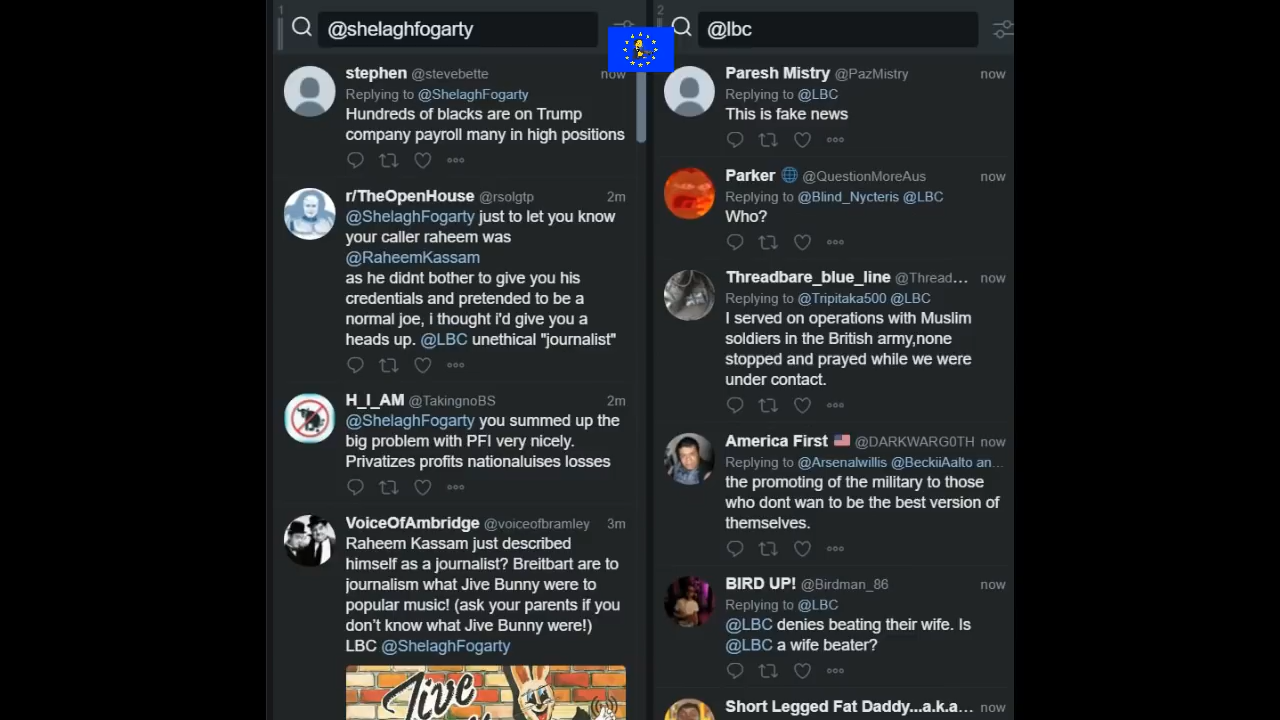 1
@shelaghfogarty
stephen @stevebette now
Replying to @ShelaghFogarty
Hundreds of blacks are on Trump
company payroll many in high positions
r/TheOpenHouse @rsolgtp 2m
@ShelaghFogarty just to let you know
your caller raheem was
@RaheemKassam
as he didnt bother to give you his
credentials and pretended to be a
normal joe, i thought i'd give you a
heads up. @LBC unethical "journalist"
H_I_AM @TakingnoBS 2m
@ShelaghFogarty you summed up the
big problem with PFI very nicely.
Privatizes profits nationaluises losses
VoiceOfAmbridge @voiceofbramley 3m
Raheem Kassam just described
himself as a journalist? Breitbart are to
journalism what Jive Bunny were to
popular music! (ask your parents if you
don't know what Jive Bunny were!)
LBC @ShelaghFogarty
Jive
2
@lbc
Paresh Mistry @PazMistry now
Replying to @LBC
This is fake news
Parker @QuestionMoreAus now
Replying to @Blind_Nycteris @LBC
Who?
Threadbare_blue_line @Thread... now
Replying to @Tripitaka500 @LBC
I served on operations with Muslim
soldiers in the British army,none
stopped and prayed while we were
under contact.
America First @DARKWARG0TH now
Replying to @Arsenalwillis @BeckiiAalto an...
the promoting of the military to those
who dont wan to be the best version of
themselves.
BIRD UP! @Birdman_86 now
Replying to @LBC
@LBC denies beating their wife. Is
@LBC a wife beater?
Short Legged Fat Daddy...a.k.a... now